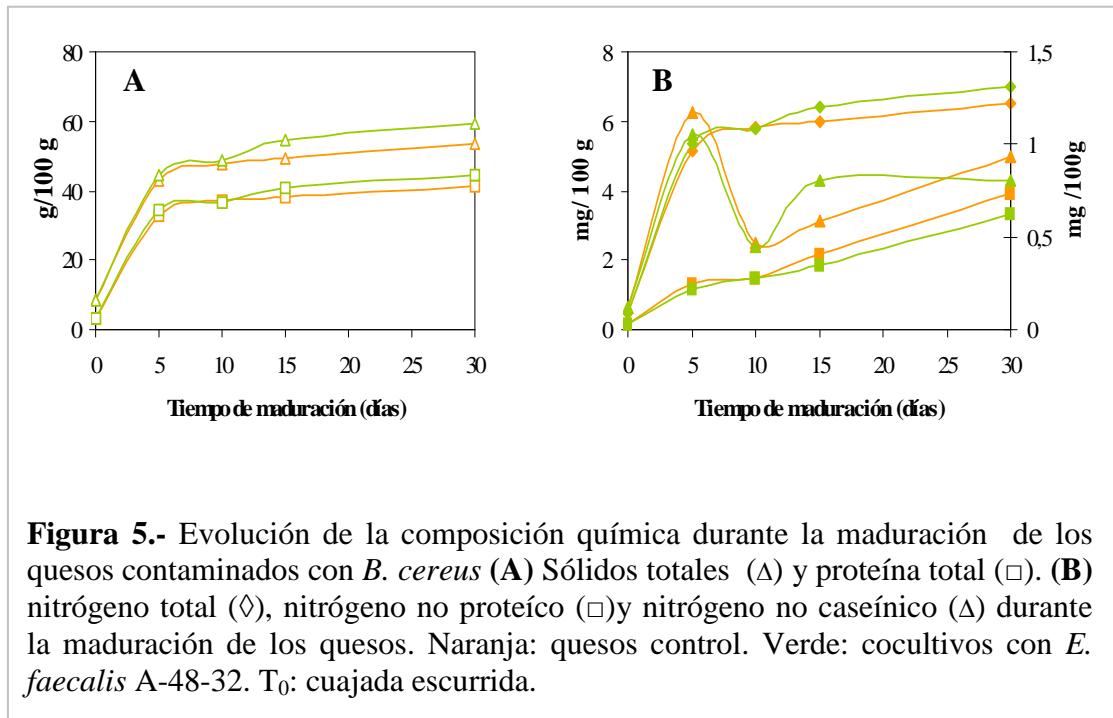 A
80
60
40
20
0
g/100 g
0 5 10 15 20 25 30
Tiempo de maduración (días)
B
8
6
4
2
0
mg/ 100 g
1,5
1
0,5
0
mg /100g
0 5 10 15 20 25 30
Tiempo de maduración (días)
Figura 5.- Evolución de la composición química durante la maduración de los
quesos contaminados con B. cereus (A) Sólidos totales (Δ) y proteína total (□). (B)
nitrógeno total (◊), nitrógeno no proteíco (□)y nitrógeno no caseínico (Δ) durante
la maduración de los quesos. Naranja: quesos control. Verde: cocultivos con E.
faecalis A-48-32. T0: cuajada escurrida.